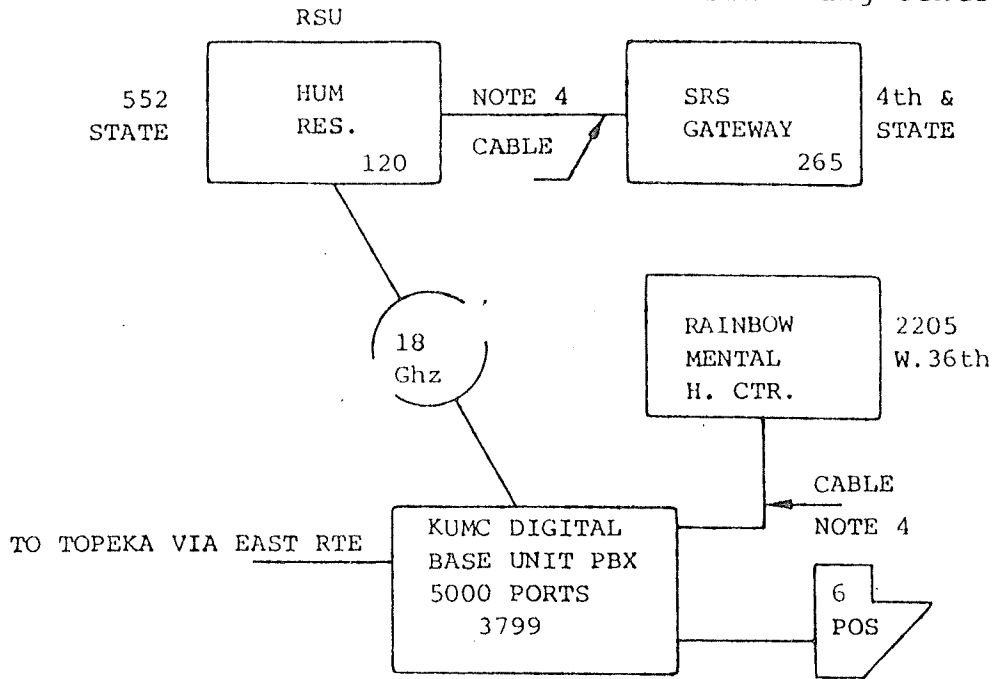 RSU
552
STATE
HUM
RES.
120
NOTE 4
CABLE
SRS
GATEWAY
265
4th &
STATE
18
Ghz
RAINBOW
MENTAL
H. CTR.
2205
W.36th
CABLE
NOTE 4
TO TOPEKA VIA EAST RTE
KUMC DIGITAL
BASE UNIT PBX
5000 PORTS
3799
6
POS